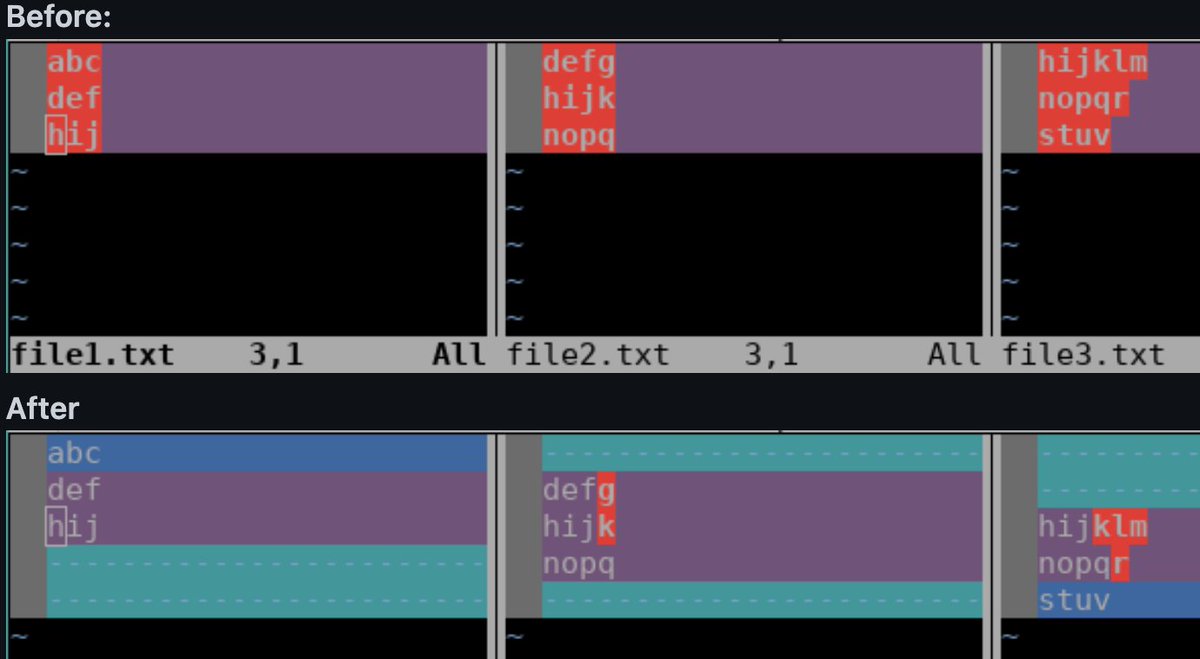 Before:
abc defg hijklm
def hijk nopqr
hij nopq stuv
~ ~ ~
~ ~ ~
~ ~ ~
~ ~ ~
~ ~ ~
file1.txt 3,1 All file2.txt 3,1 All file3.txt
After
abc ------------------------ ---------
def defg ---------
hij hijk hijklm
------------------------ nopq nopqr
------------------------ ------------------------ stuv
~ ~ ~